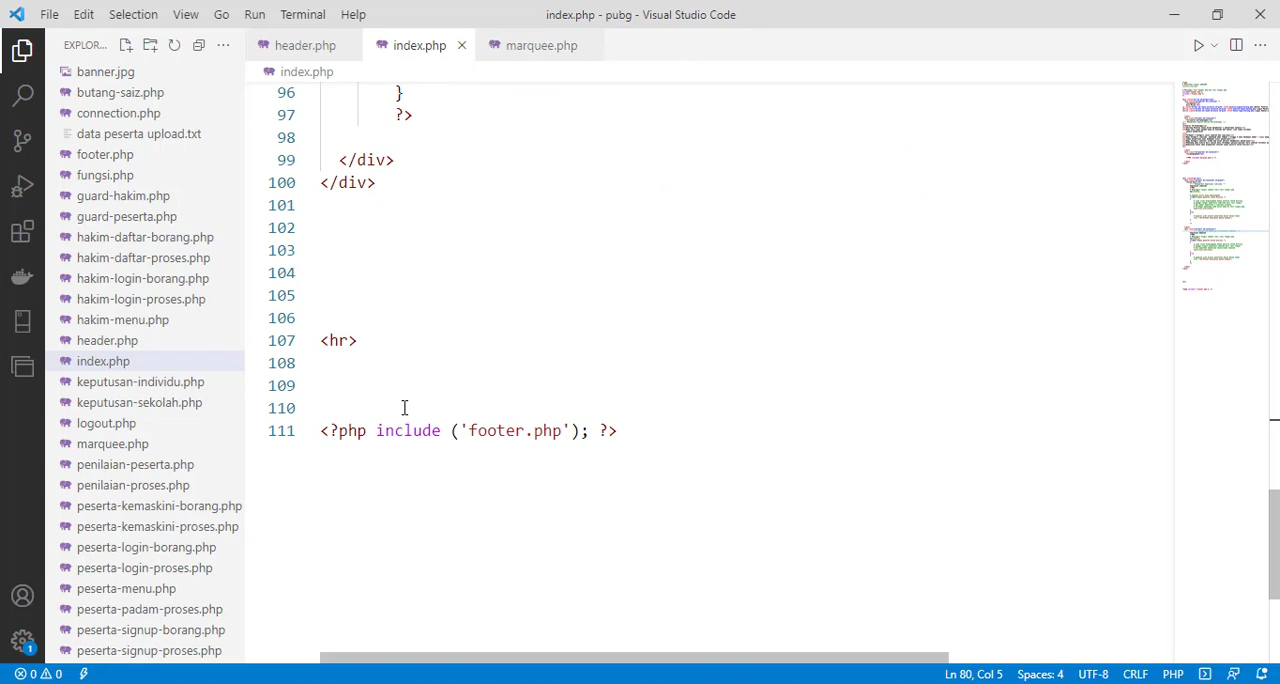 File Edit Selection View Go Run Terminal Help
index.php - pubg - Visual Studio Code
EXPLOR...
banner.jpg
butang-saiz.php
connection.php
data peserta upload.txt
footer.php
fungsi.php
guard-hakim.php
guard-peserta.php
hakim-daftar-borang.php
hakim-daftar-proses.php
hakim-login-borang.php
hakim-login-proses.php
hakim-menu.php
header.php
index.php
keputusan-individu.php
keputusan-sekolah.php
logout.php
marquee.php
penilaian-peserta.php
penilaian-proses.php
peserta-kemaskini-borang.php
peserta-kemaskini-proses.php
peserta-login-borang.php
peserta-login-proses.php
peserta-menu.php
peserta-padam-proses.php
peserta-signup-borang.php
peserta-signup-proses.php
header.php index.php marquee.php
index.php
96 }
97 ?>
98
99 </div>
100 </div>
101
102
103
104
105
106
107 <hr>
108
109
110
111 <?php include ('footer.php'); ?>
1
0 0 Ln 80, Col 5 Spaces: 4 UTF-8 CRLF PHP